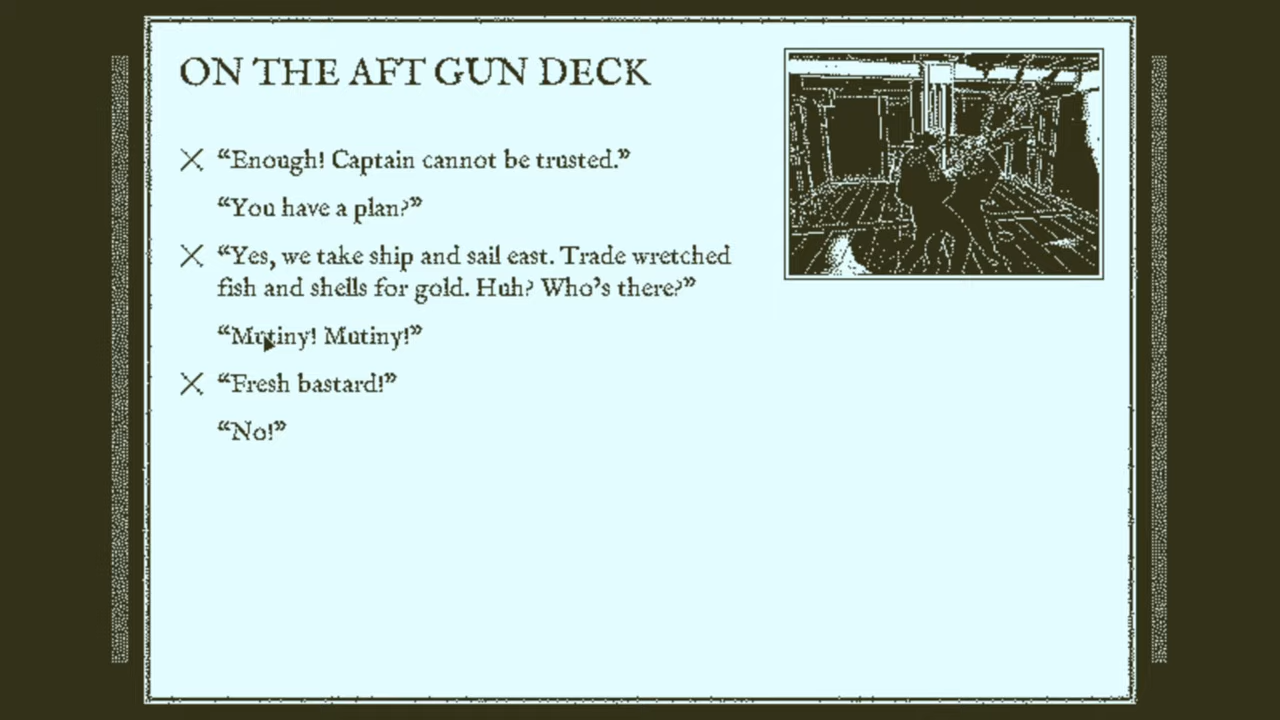 ON THE AFT GUN DECK
“Enough! Captain cannot be trusted.”
“You have a plan?”
“Yes, we take ship and sail east. Trade wretched
fish and shells for gold. Huh? Who’s there?”
“Mutiny! Mutiny!”
“Fresh bastard!”
“No!”